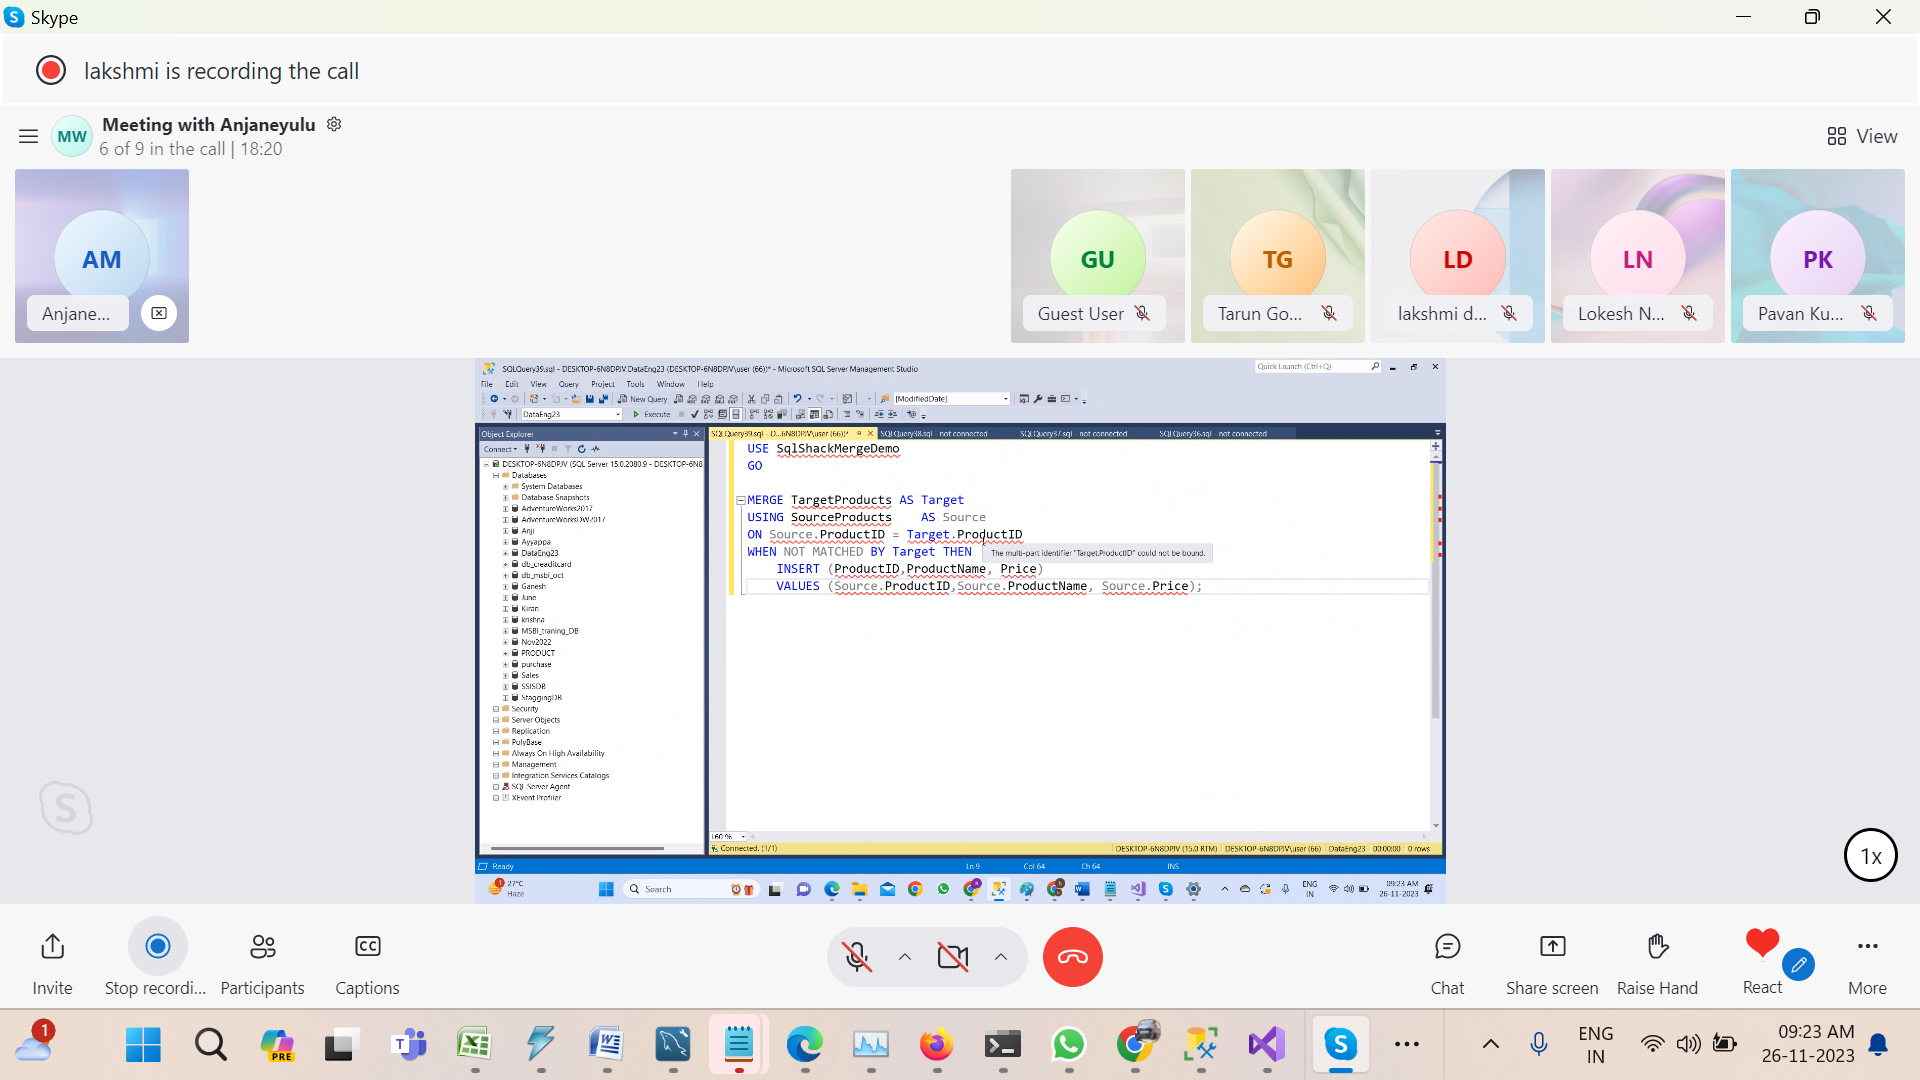 Skype
lakshmi is recording the call
MW
Meeting with Anjaneyulu
6 of 9 in the call | 18:20
View
AM
Anjane...
GU
Guest User
TG
Tarun Go...
LD
lakshmi d...
LN
Lokesh N...
PK
Pavan Ku...
SQLQuery39.sql - DESKTOP-6N8DPJV.DataEng23 (DESKTOP-6N8DPJV\user (66))* - Microsoft SQL Server Management Studio
Quick Launch (Ctrl+Q)
File Edit View Query Project Tools Window Help
New Query
[ModifiedDate]
DataEng23
Execute
Object Explorer
SQLQuery39.sql - D...6N8DPJV\user (66))*
SQLQuery38.sql - not connected
SQLQuery37.sql - not connected
SQLQuery36.sql - not connected
Connect
DESKTOP-6N8DPJV (SQL Server 15.0.2080.9 - DESKTOP-6N8
Databases
System Databases
Database Snapshots
AdventureWorks2017
AdventureWorksDW2017
Anji
Ayyappa
DataEng23
db_creaditcard
db_msbi_oct
Ganesh
June
Kiran
krishna
MSBI_traning_DB
Nov2022
PRODUCT
purchase
Sales
SSISDB
StaggingDB
Security
Server Objects
Replication
PolyBase
Always On High Availability
Management
Integration Services Catalogs
SQL Server Agent
XEvent Profiler
USE SqlShackMergeDemo
GO
MERGE TargetProducts AS Target
USING SourceProducts    AS Source
ON Source.ProductID = Target.ProductID
WHEN NOT MATCHED BY Target THEN
The multi-part identifier "Target.ProductID" could not be bound.
INSERT (ProductID,ProductName, Price)
VALUES (Source.ProductID,Source.ProductName, Source.Price);
160 %
Connected. (1/1)
DESKTOP-6N8DPJV (15.0 RTM) DESKTOP-6N8DPJV\user (66) DataEng23 00:00:00 0 rows
Ready
Ln 9
Col 64
Ch 64
INS
1
27°C
Haze
Search
ENG
IN
09:23 AM
26-11-2023
1x
Invite
Stop recordi...
Participants
CC
Captions
Chat
Share screen
Raise Hand
React
More
1
PRE
ENG
IN
09:23 AM
26-11-2023